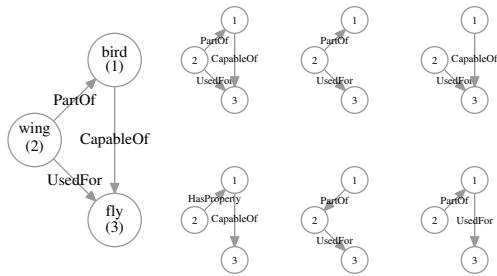 bird
(1)
PartOf
wing
(2)
CapableOf
UsedFor
fly
(3)
1
PartOf
2
CapableOf
UsedFor
3
1
PartOf
2
UsedFor
3
1
2
CapableOf
UsedFor
3
1
HasProperty
2
CapableOf
3
1
PartOf
2
UsedFor
3
1
PartOf
2
UsedFor
3